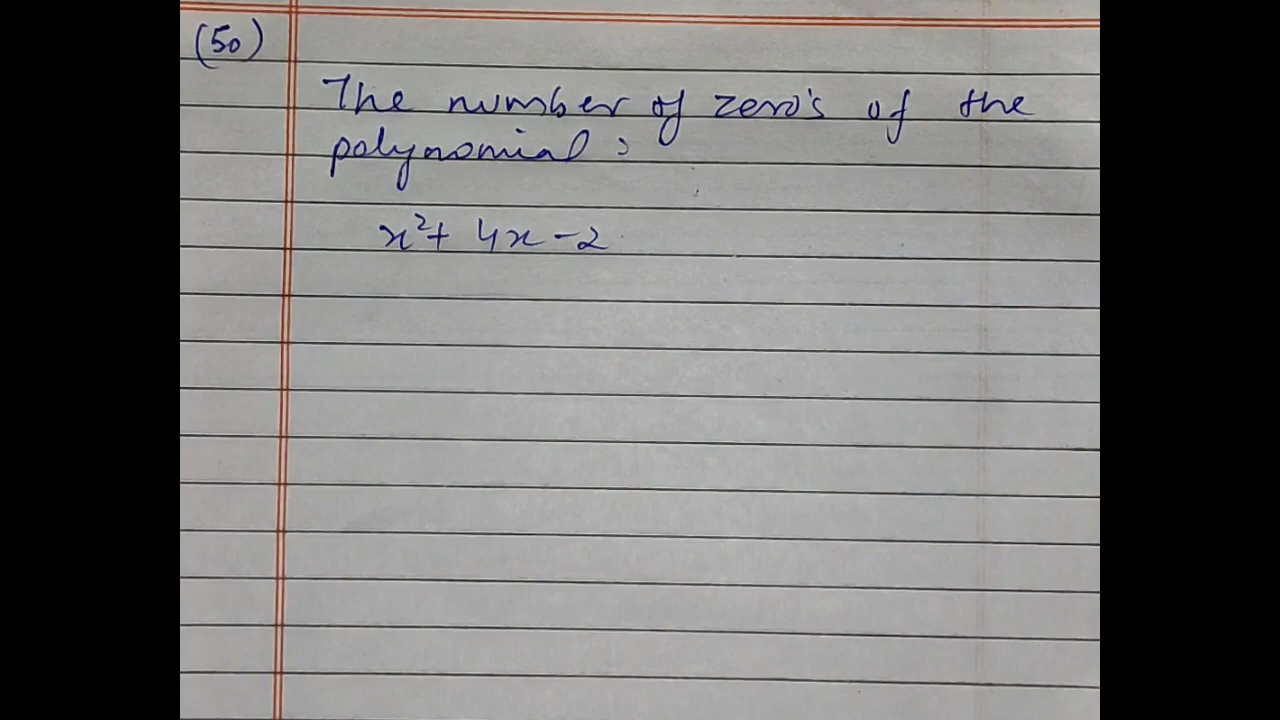 (50)
The number of zero's of the
polynomial :
x²+ 4x -2